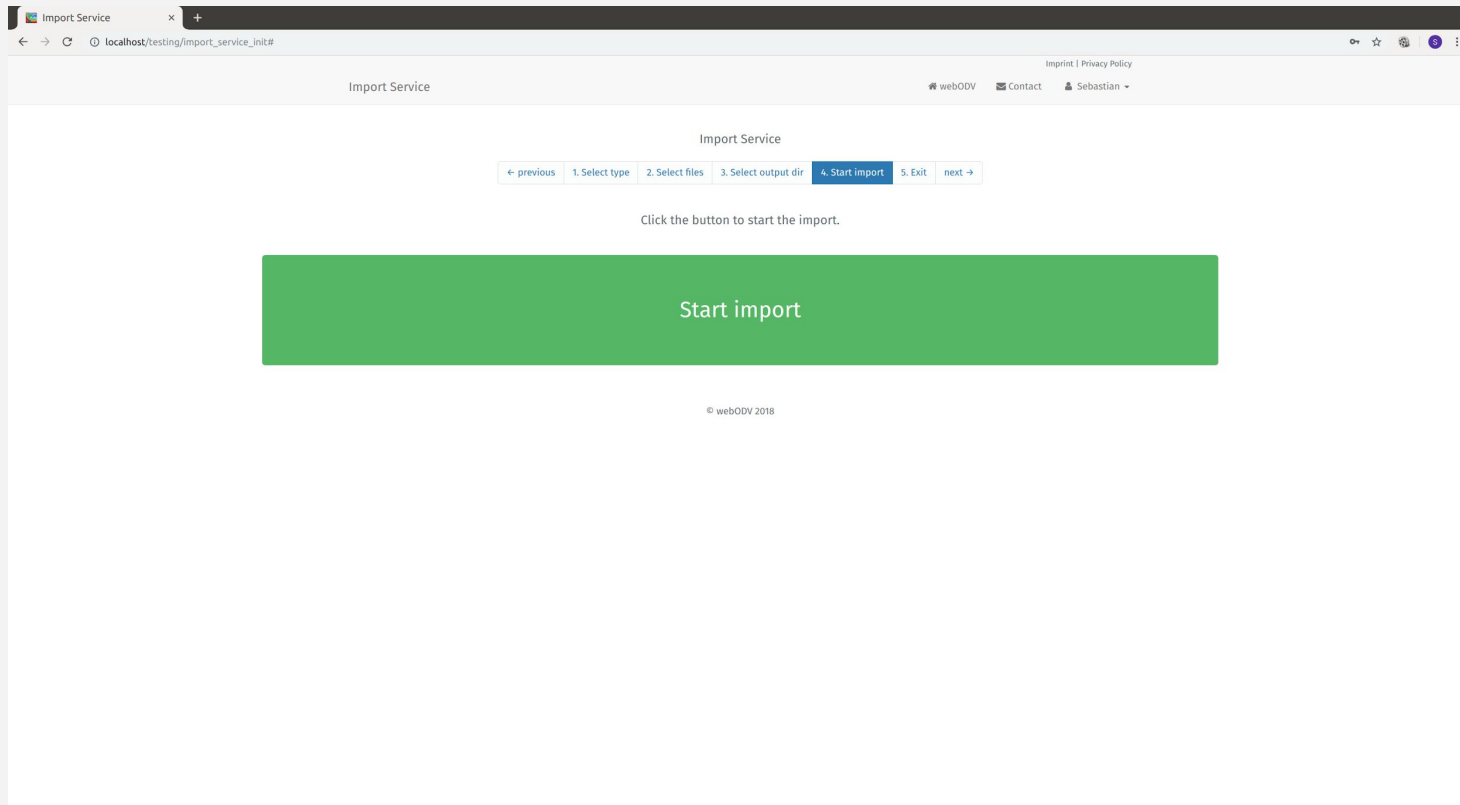 Import Service × +
localhost/testing/import_service_init#
S
Imprint | Privacy Policy
Import Service webODV Contact Sebastian
Import Service
← previous 1. Select type 2. Select files 3. Select output dir 4. Start import 5. Exit next →
Click the button to start the import.
Start import
© webODV 2018